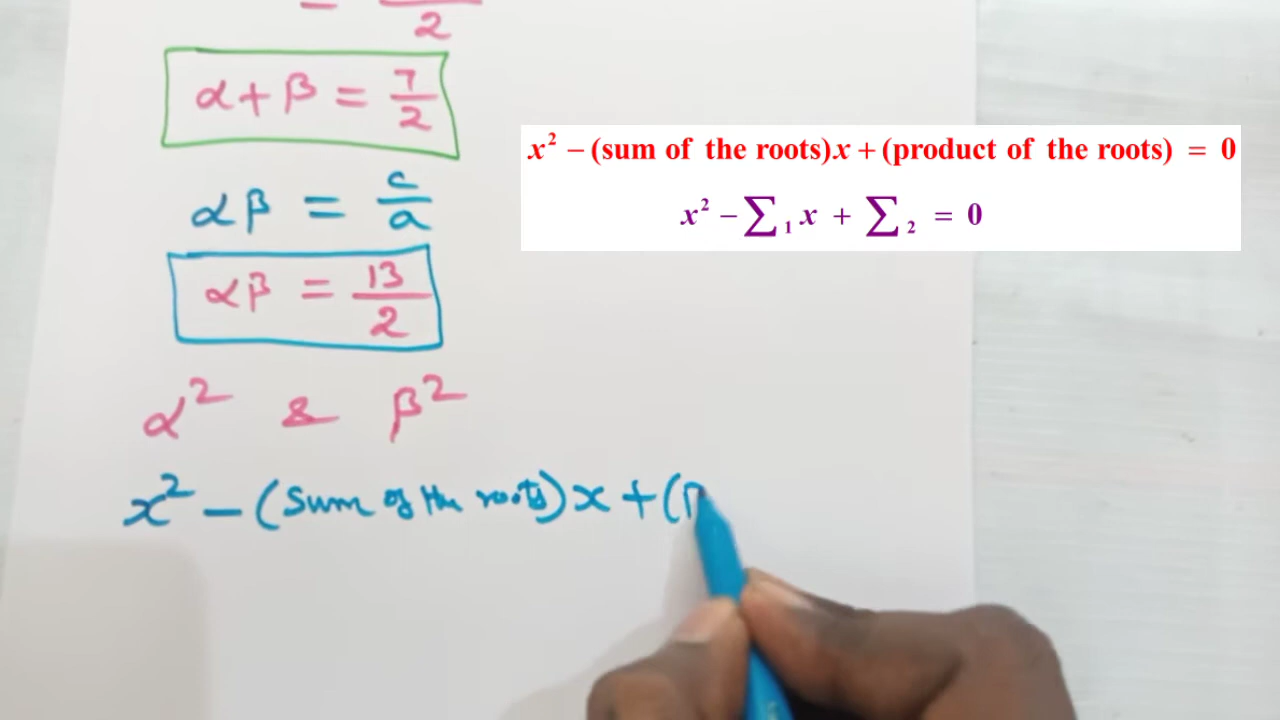 = ― 2
α + β = 7/2
αβ = c/a
αβ = 13/2
α² & β²
x² – (Sum of the roots) x + (P
x² – (sum of the roots)x + (product of the roots) = 0
x² – ∑₁ x + ∑₂ = 0